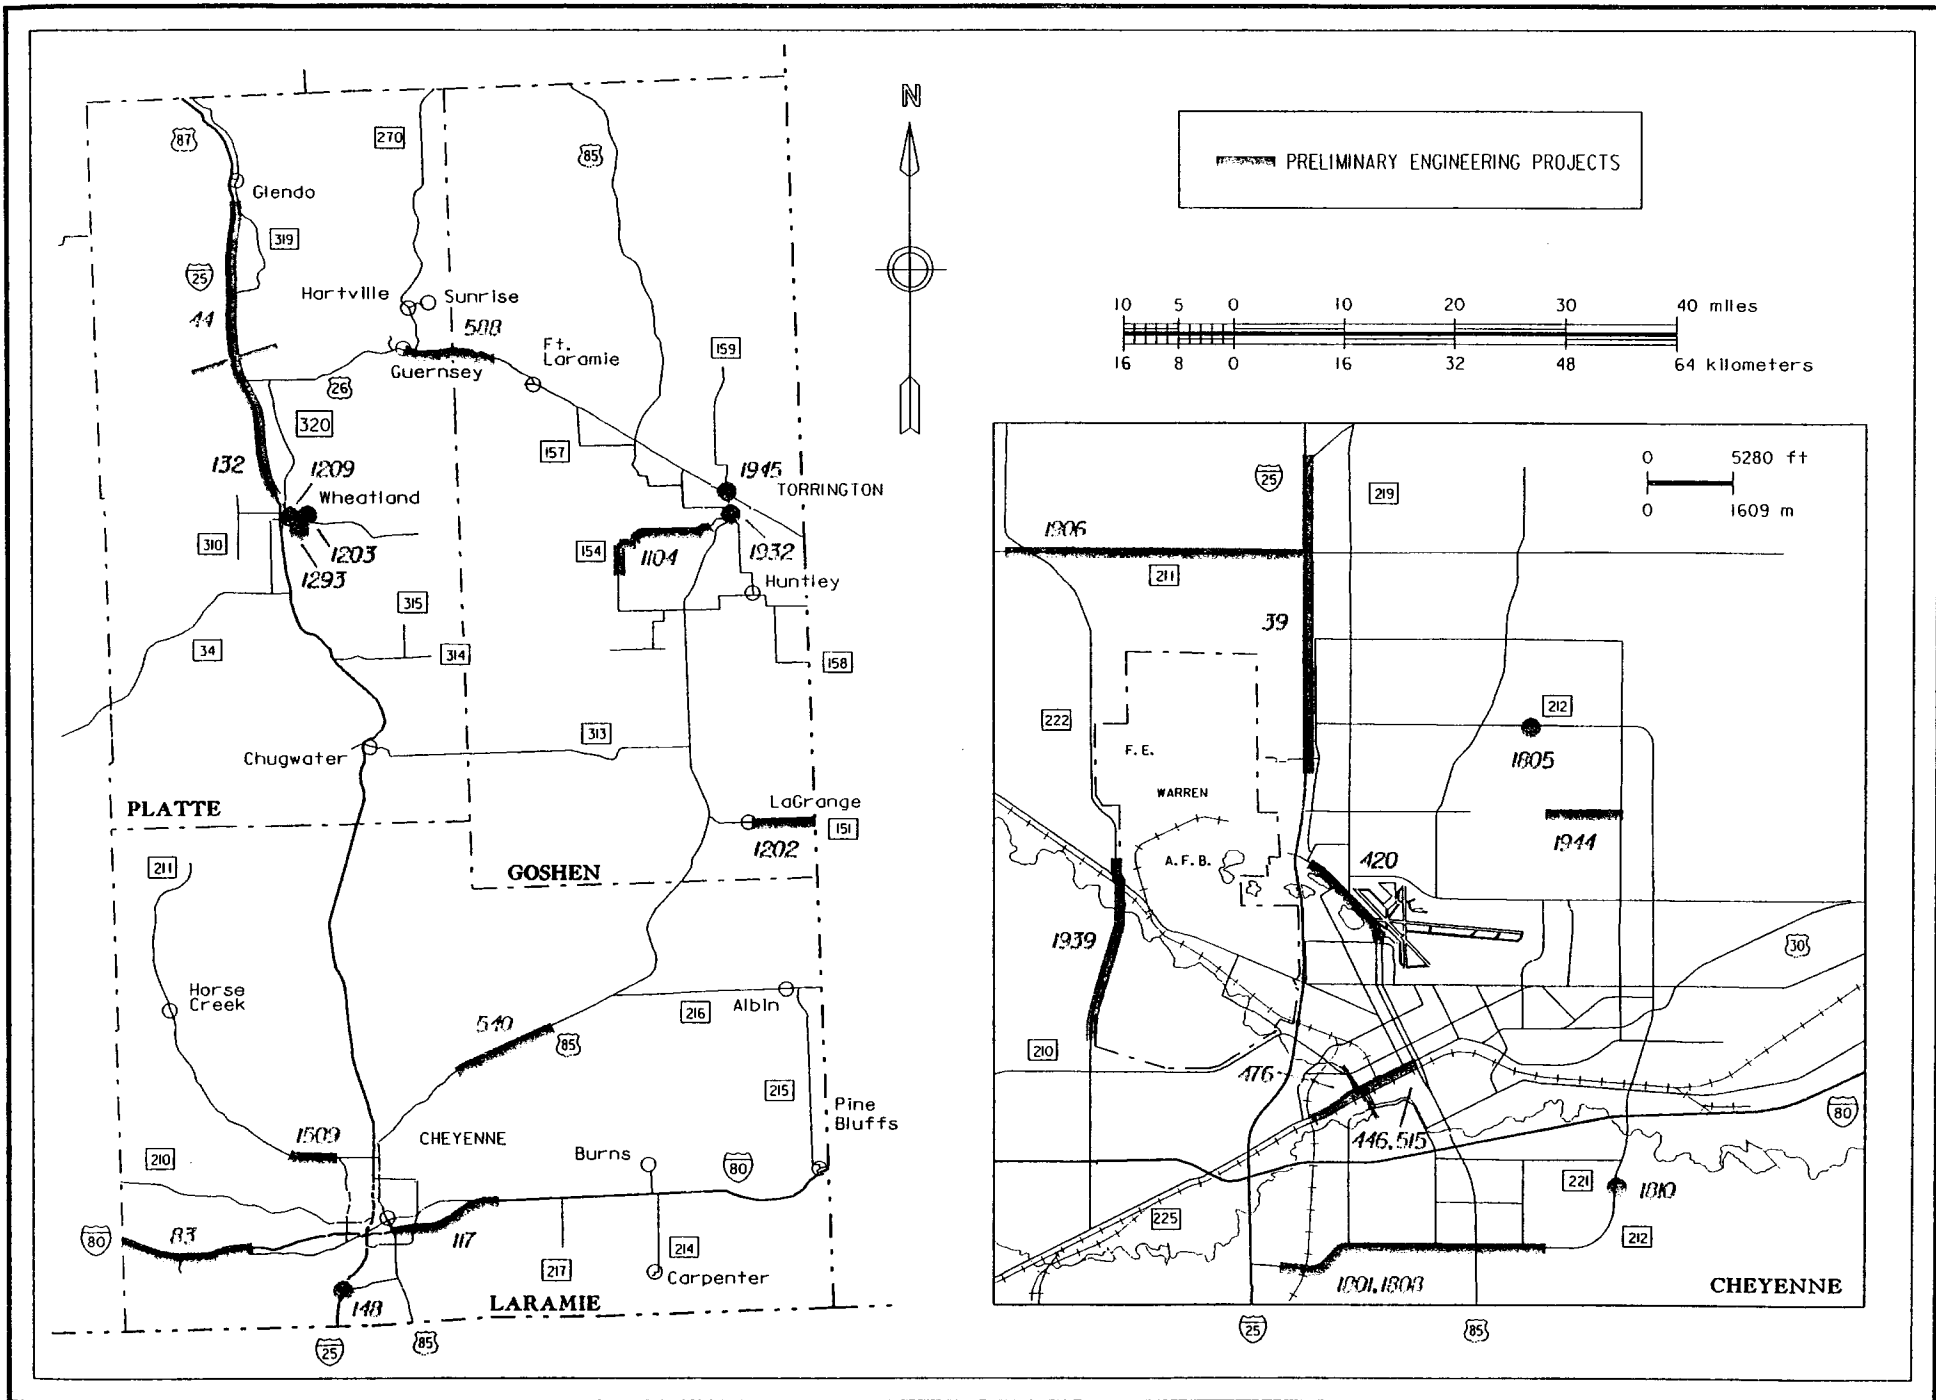 N
PRELIMINARY ENGINEERING PROJECTS
10 5 0 10 20 30 40 miles
16 8 0 16 32 48 64 kilometers
87
270
85
Glendo
319
25
Hartville
Sunrise
44
588
Ft.
Laramie
159
Guernsey
26
320
157
132
1209
1945
Wheatland
TORRINGTON
310
1203
154
1104
1932
1293
Huntley
315
34
314
158
313
Chugwater
LaGrange
PLATTE
151
1202
211
GOSHEN
Horse
Creek
540
85
216
Albin
215
Pine
Bluffs
1509
CHEYENNE
210
Burns
80
83
80
117
217
214
Carpenter
148
LARAMIE
25
85
0 5280 ft
0 1609 m
25
219
1906
211
39
222
212
F.E.
1805
WARREN
1944
A.F.B.
420
1939
30
210
476
80
446,515
221
1810
225
212
1801,1808
CHEYENNE
25
85